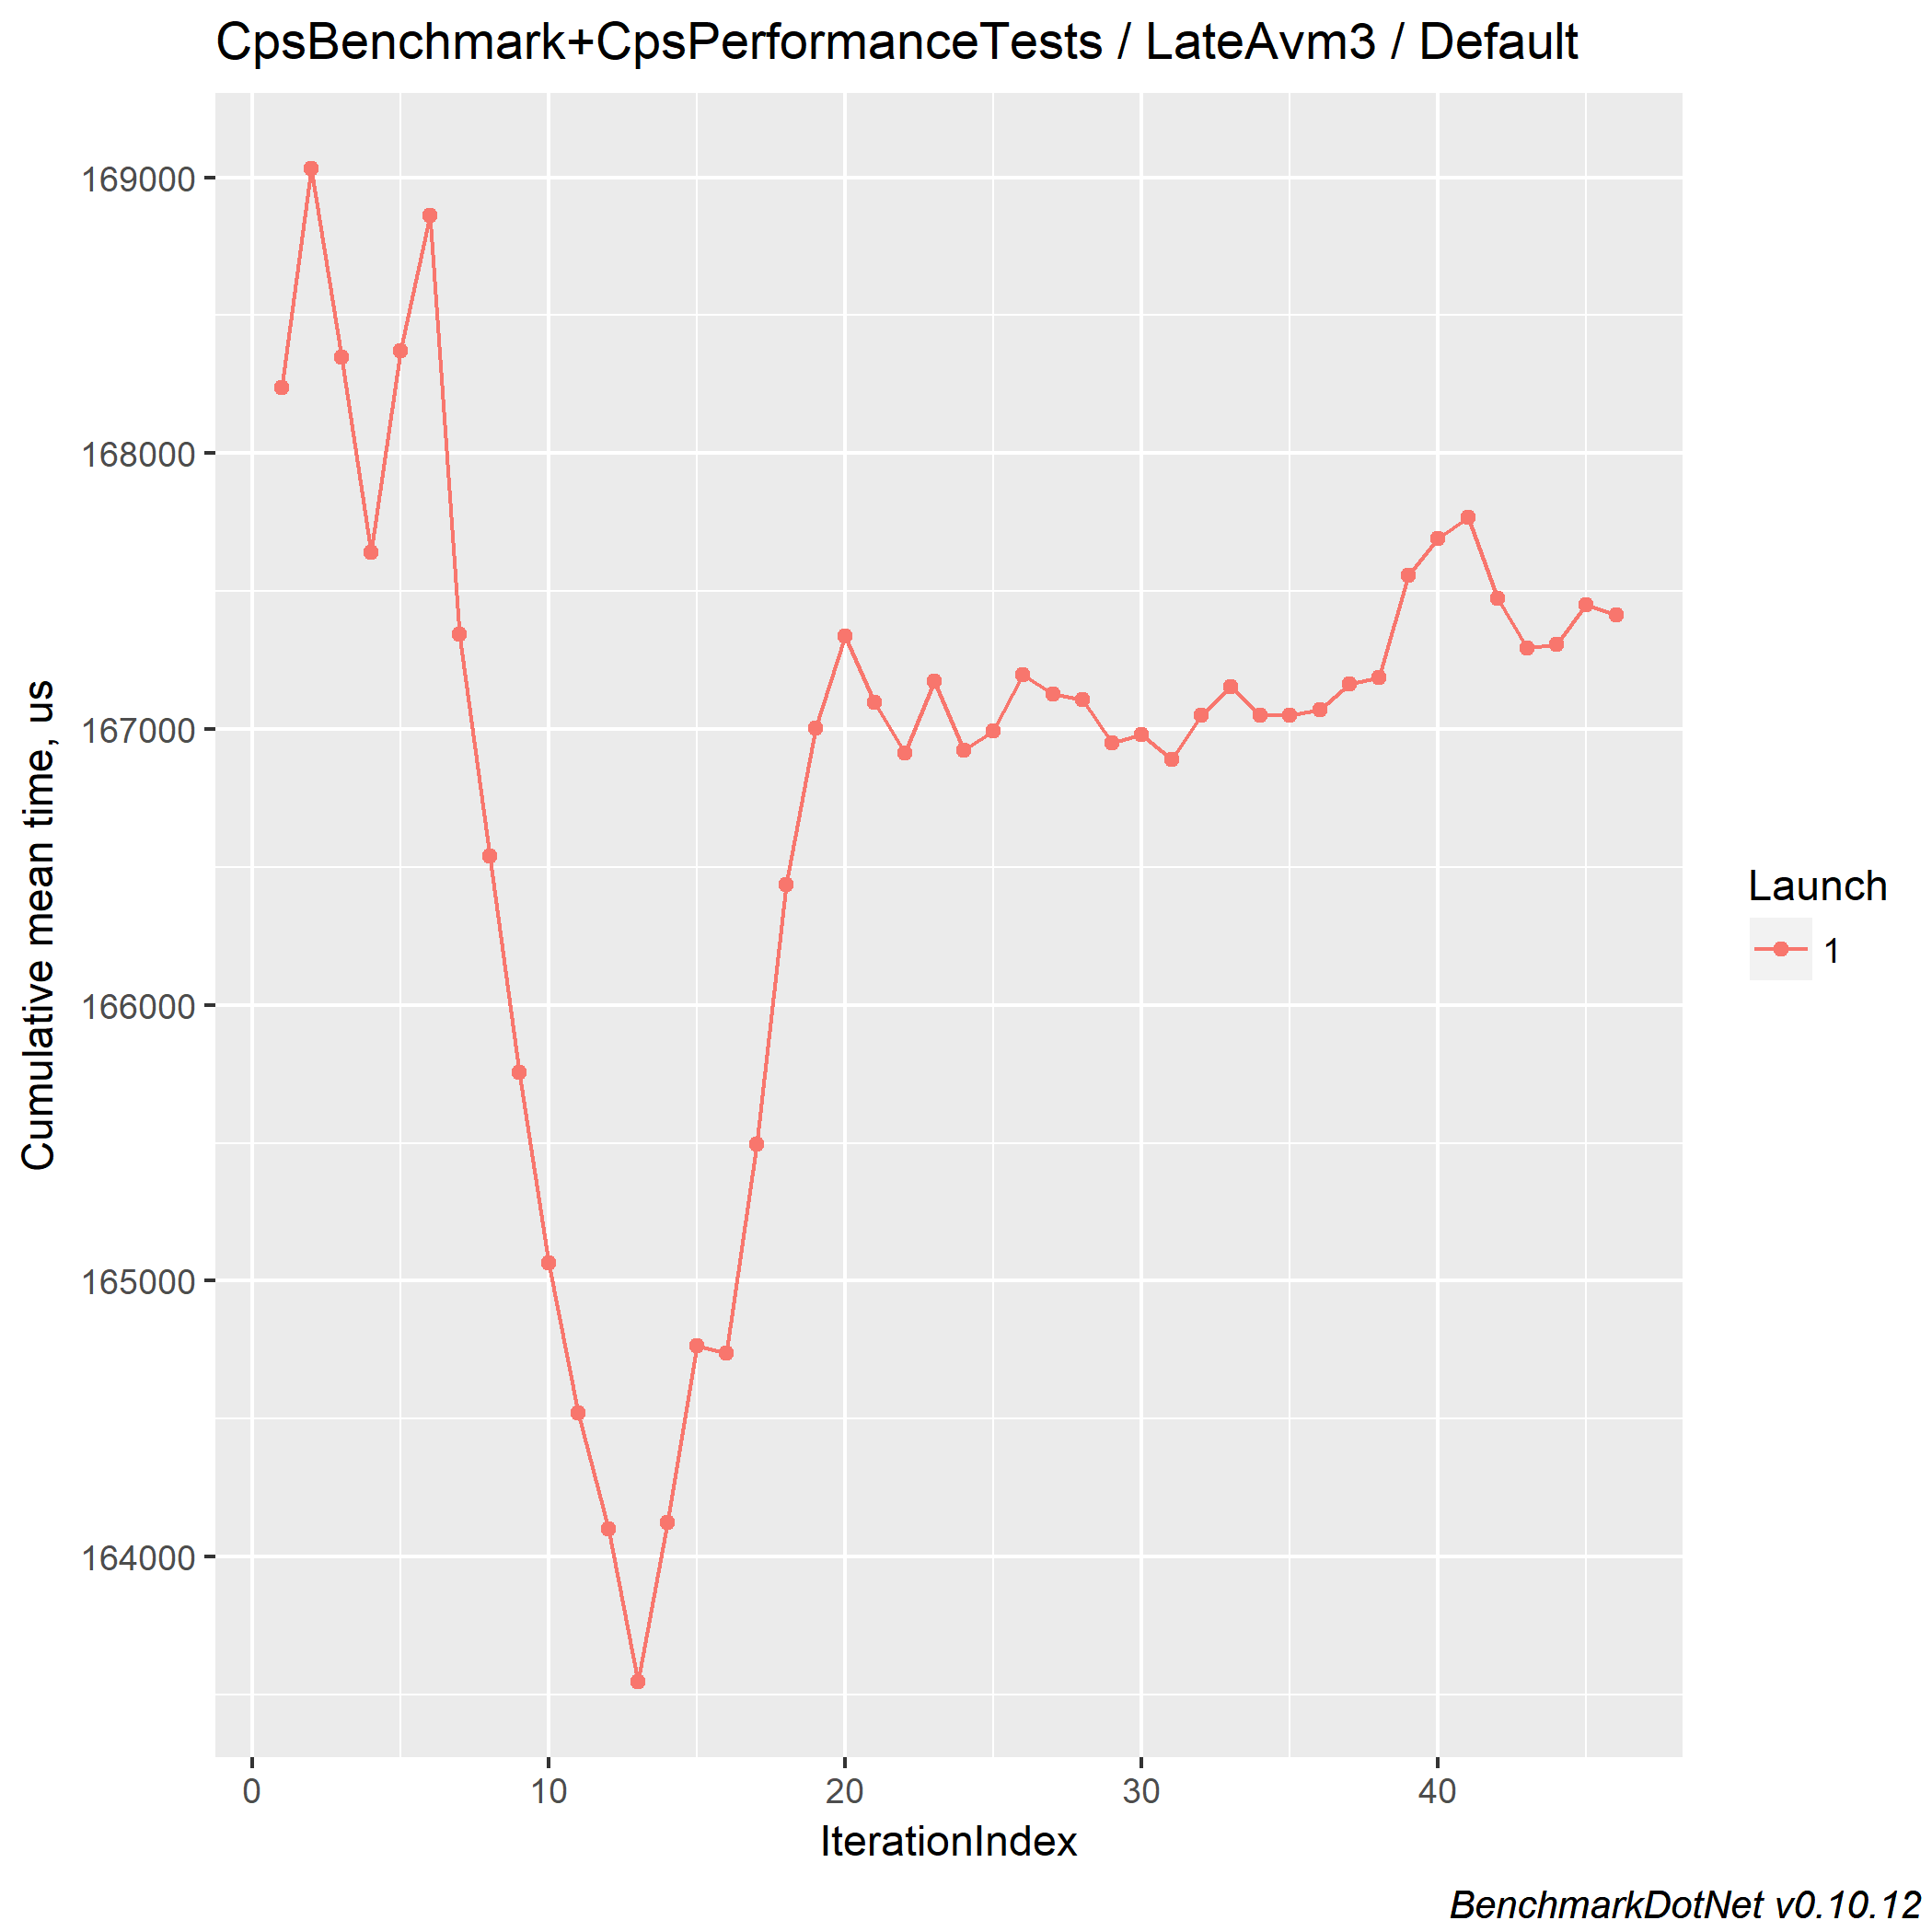 CpsBenchmark+CpsPerformanceTests / LateAvm3 / Default
169000
168000
167000
166000
165000
164000
Cumulative mean time, us
0 10 20 30 40
IterationIndex
Launch
1
BenchmarkDotNet v0.10.12